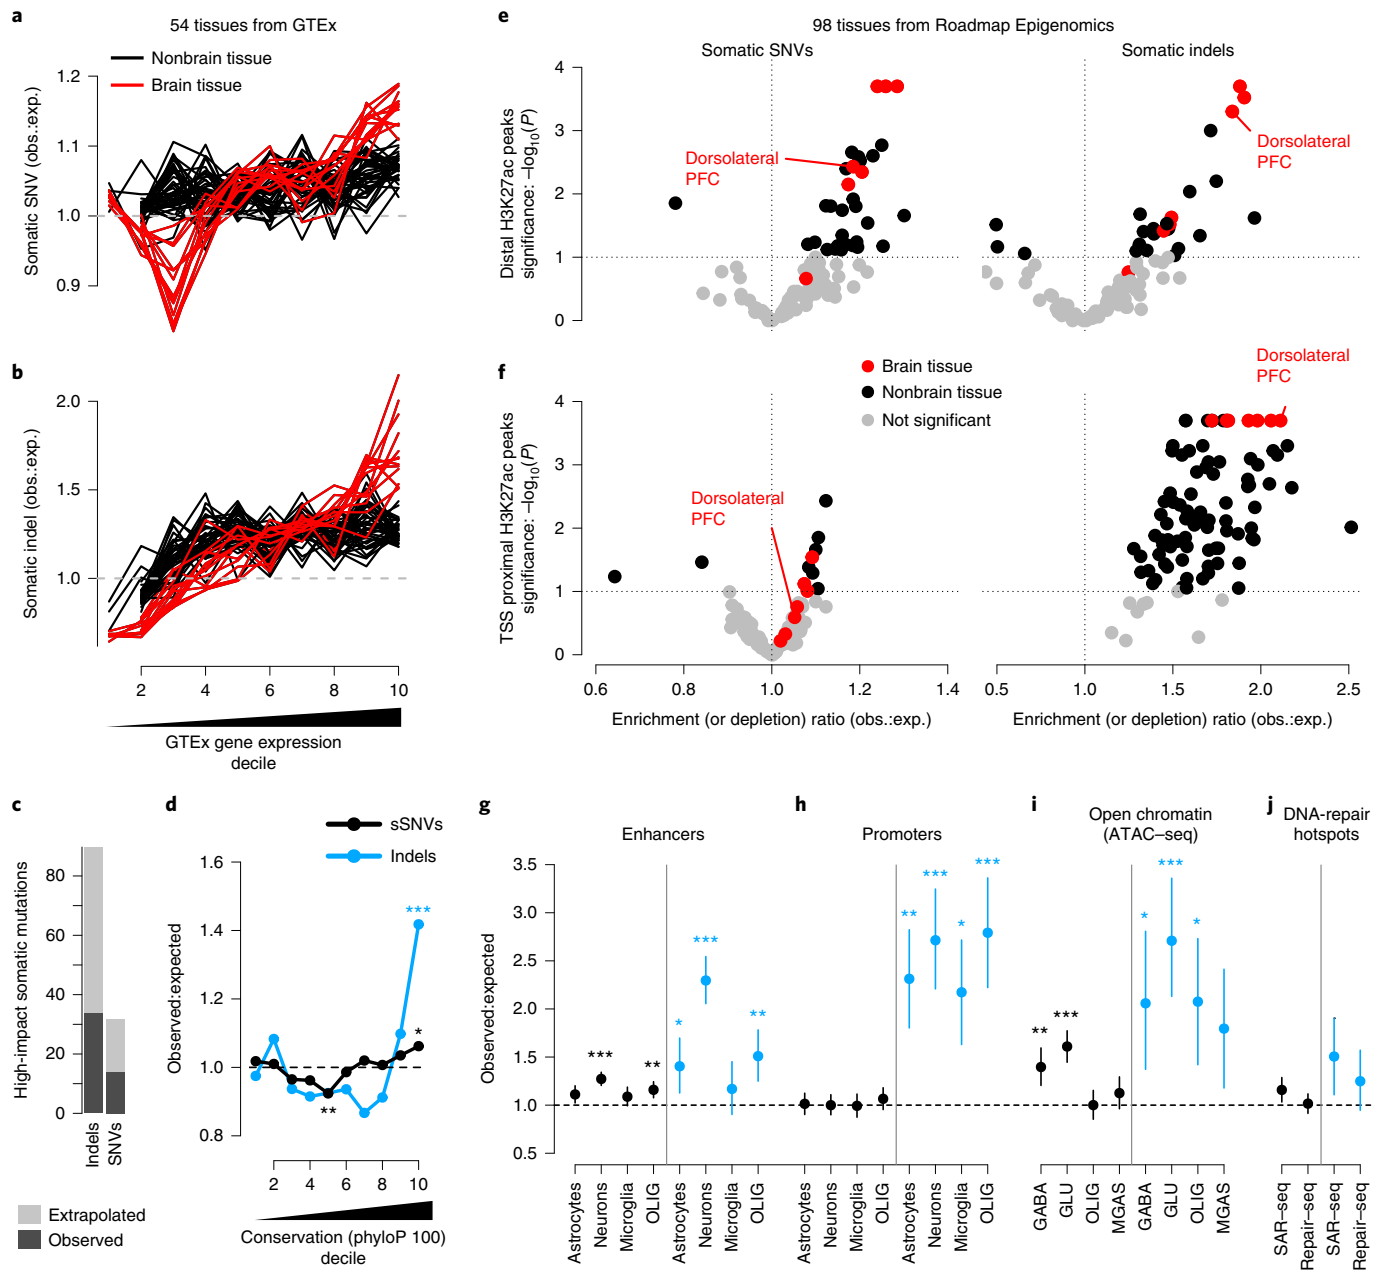 a
54 tissues from GTEx
Nonbrain tissue
Brain tissue
Somatic SNV (obs.:exp.)
1.2
1.1
1.0
0.9
b
Somatic indel (obs.:exp.)
2.0
1.5
1.0
2 4 6 8 10
GTEx gene expression
decile
e
98 tissues from Roadmap Epigenomics
Somatic SNVs
Somatic indels
Distal H3K27ac peaks
significance: –log10(P)
4
3
2
1
0
Dorsolateral
PFC
Dorsolateral
PFC
f
Brain tissue
Nonbrain tissue
Not significant
TSS proximal H3K27ac peaks
significance: –log10(P)
4
3
2
1
0
Dorsolateral
PFC
Dorsolateral
PFC
0.6 0.8 1.0 1.2 1.4
Enrichment (or depletion) ratio (obs.:exp.)
0.5 1.0 1.5 2.0 2.5
Enrichment (or depletion) ratio (obs.:exp.)
c
High-impact somatic mutations
80
60
40
20
0
Indels
SNVs
Extrapolated
Observed
d
sSNVs
Indels
Observed:expected
1.6
1.4
1.2
1.0
0.8
***
*
**
2 4 6 8 10
Conservation (phyloP 100)
decile
g
Enhancers
Observed:expected
3.5
3.0
2.5
2.0
1.5
1.0
0.5
*** ** * *** **
Astrocytes
Neurons
Microglia
OLIG
Astrocytes
Neurons
Microglia
OLIG
h
Promoters
** *** * ***
Astrocytes
Neurons
Microglia
OLIG
Astrocytes
Neurons
Microglia
OLIG
i
Open chromatin
(ATAC–seq)
** *** * *** *
GABA
GLU
OLIG
MGAS
GABA
GLU
OLIG
MGAS
j
DNA-repair
hotspots
SAR–seq
Repair–seq
SAR–seq
Repair–seq